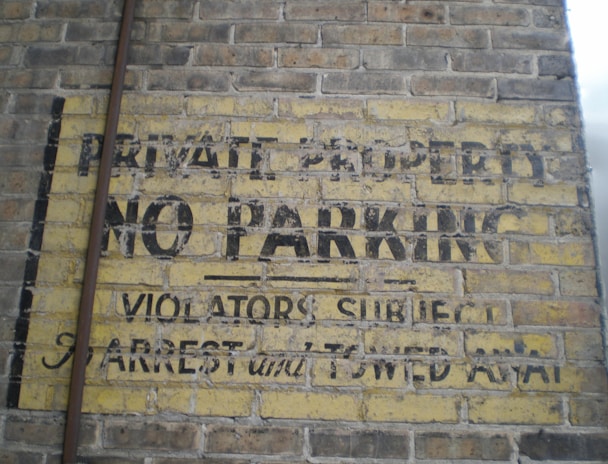 PRIVATE PROPERTY
NO PARKING
VIOLATORS SUBJECT
To ARREST and TOWED AWAY